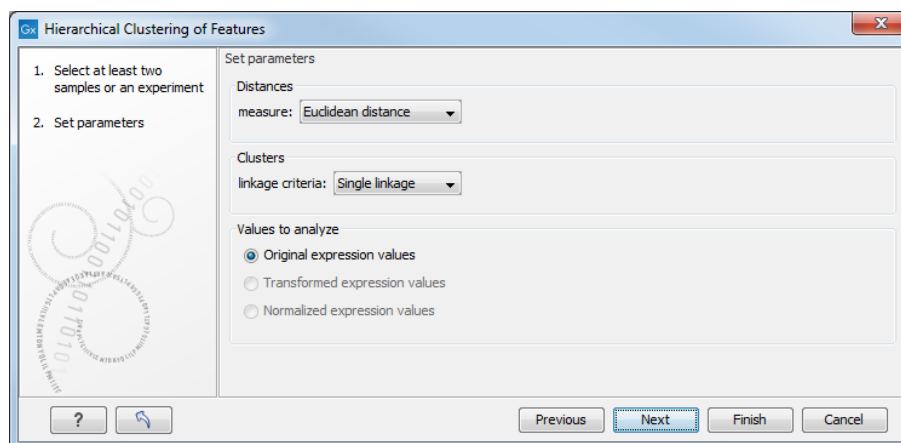 Gx Hierarchical Clustering of Features
1. Select at least two
samples or an experiment
2. Set parameters
Set parameters
Distances
measure: Euclidean distance
Clusters
linkage criteria: Single linkage
Values to analyze
Original expression values
Transformed expression values
Normalized expression values
? Previous Next Finish Cancel